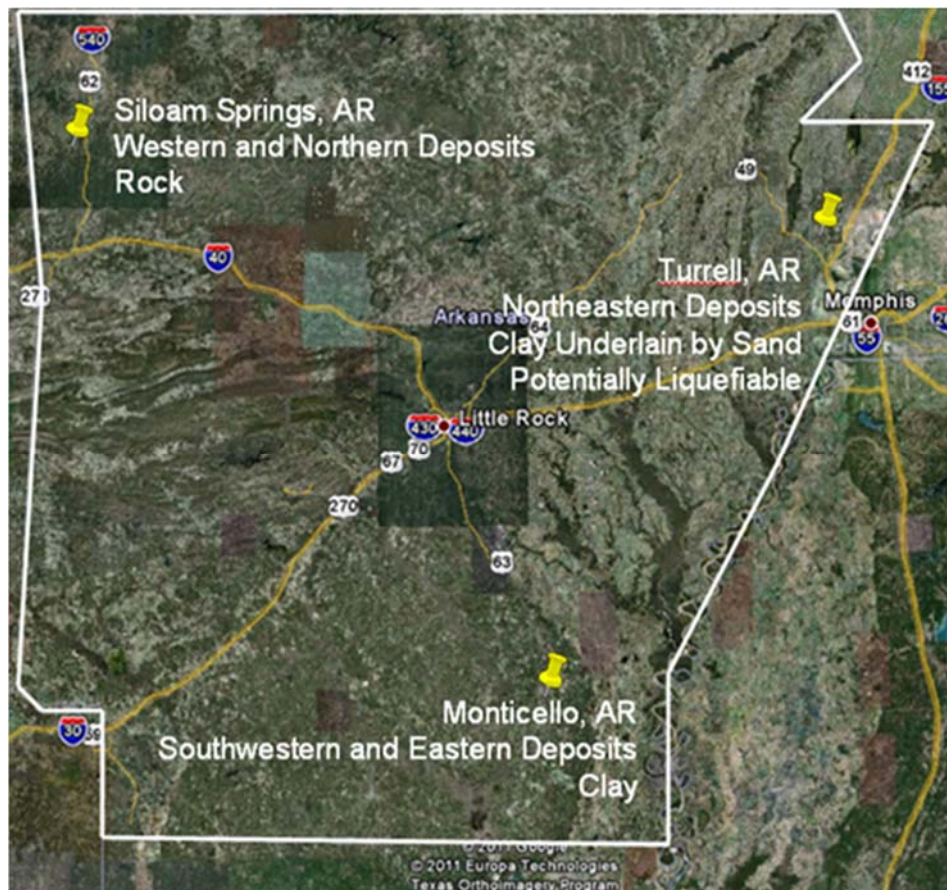 540
62
412
155
Siloam Springs, AR
Western and Northern Deposits
Rock
49
40
271
Turrell, AR
Northeastern Deposits
Clay Underlain by Sand
Potentially Liquefiable
Memphis
61
55
Arkansas
64
Little Rock
430
440
70
67
270
63
Monticello, AR
Southwestern and Eastern Deposits
Clay
30
59
© 2011 Google
© 2011 Europa Technologies
Texas Orthoimagery Program